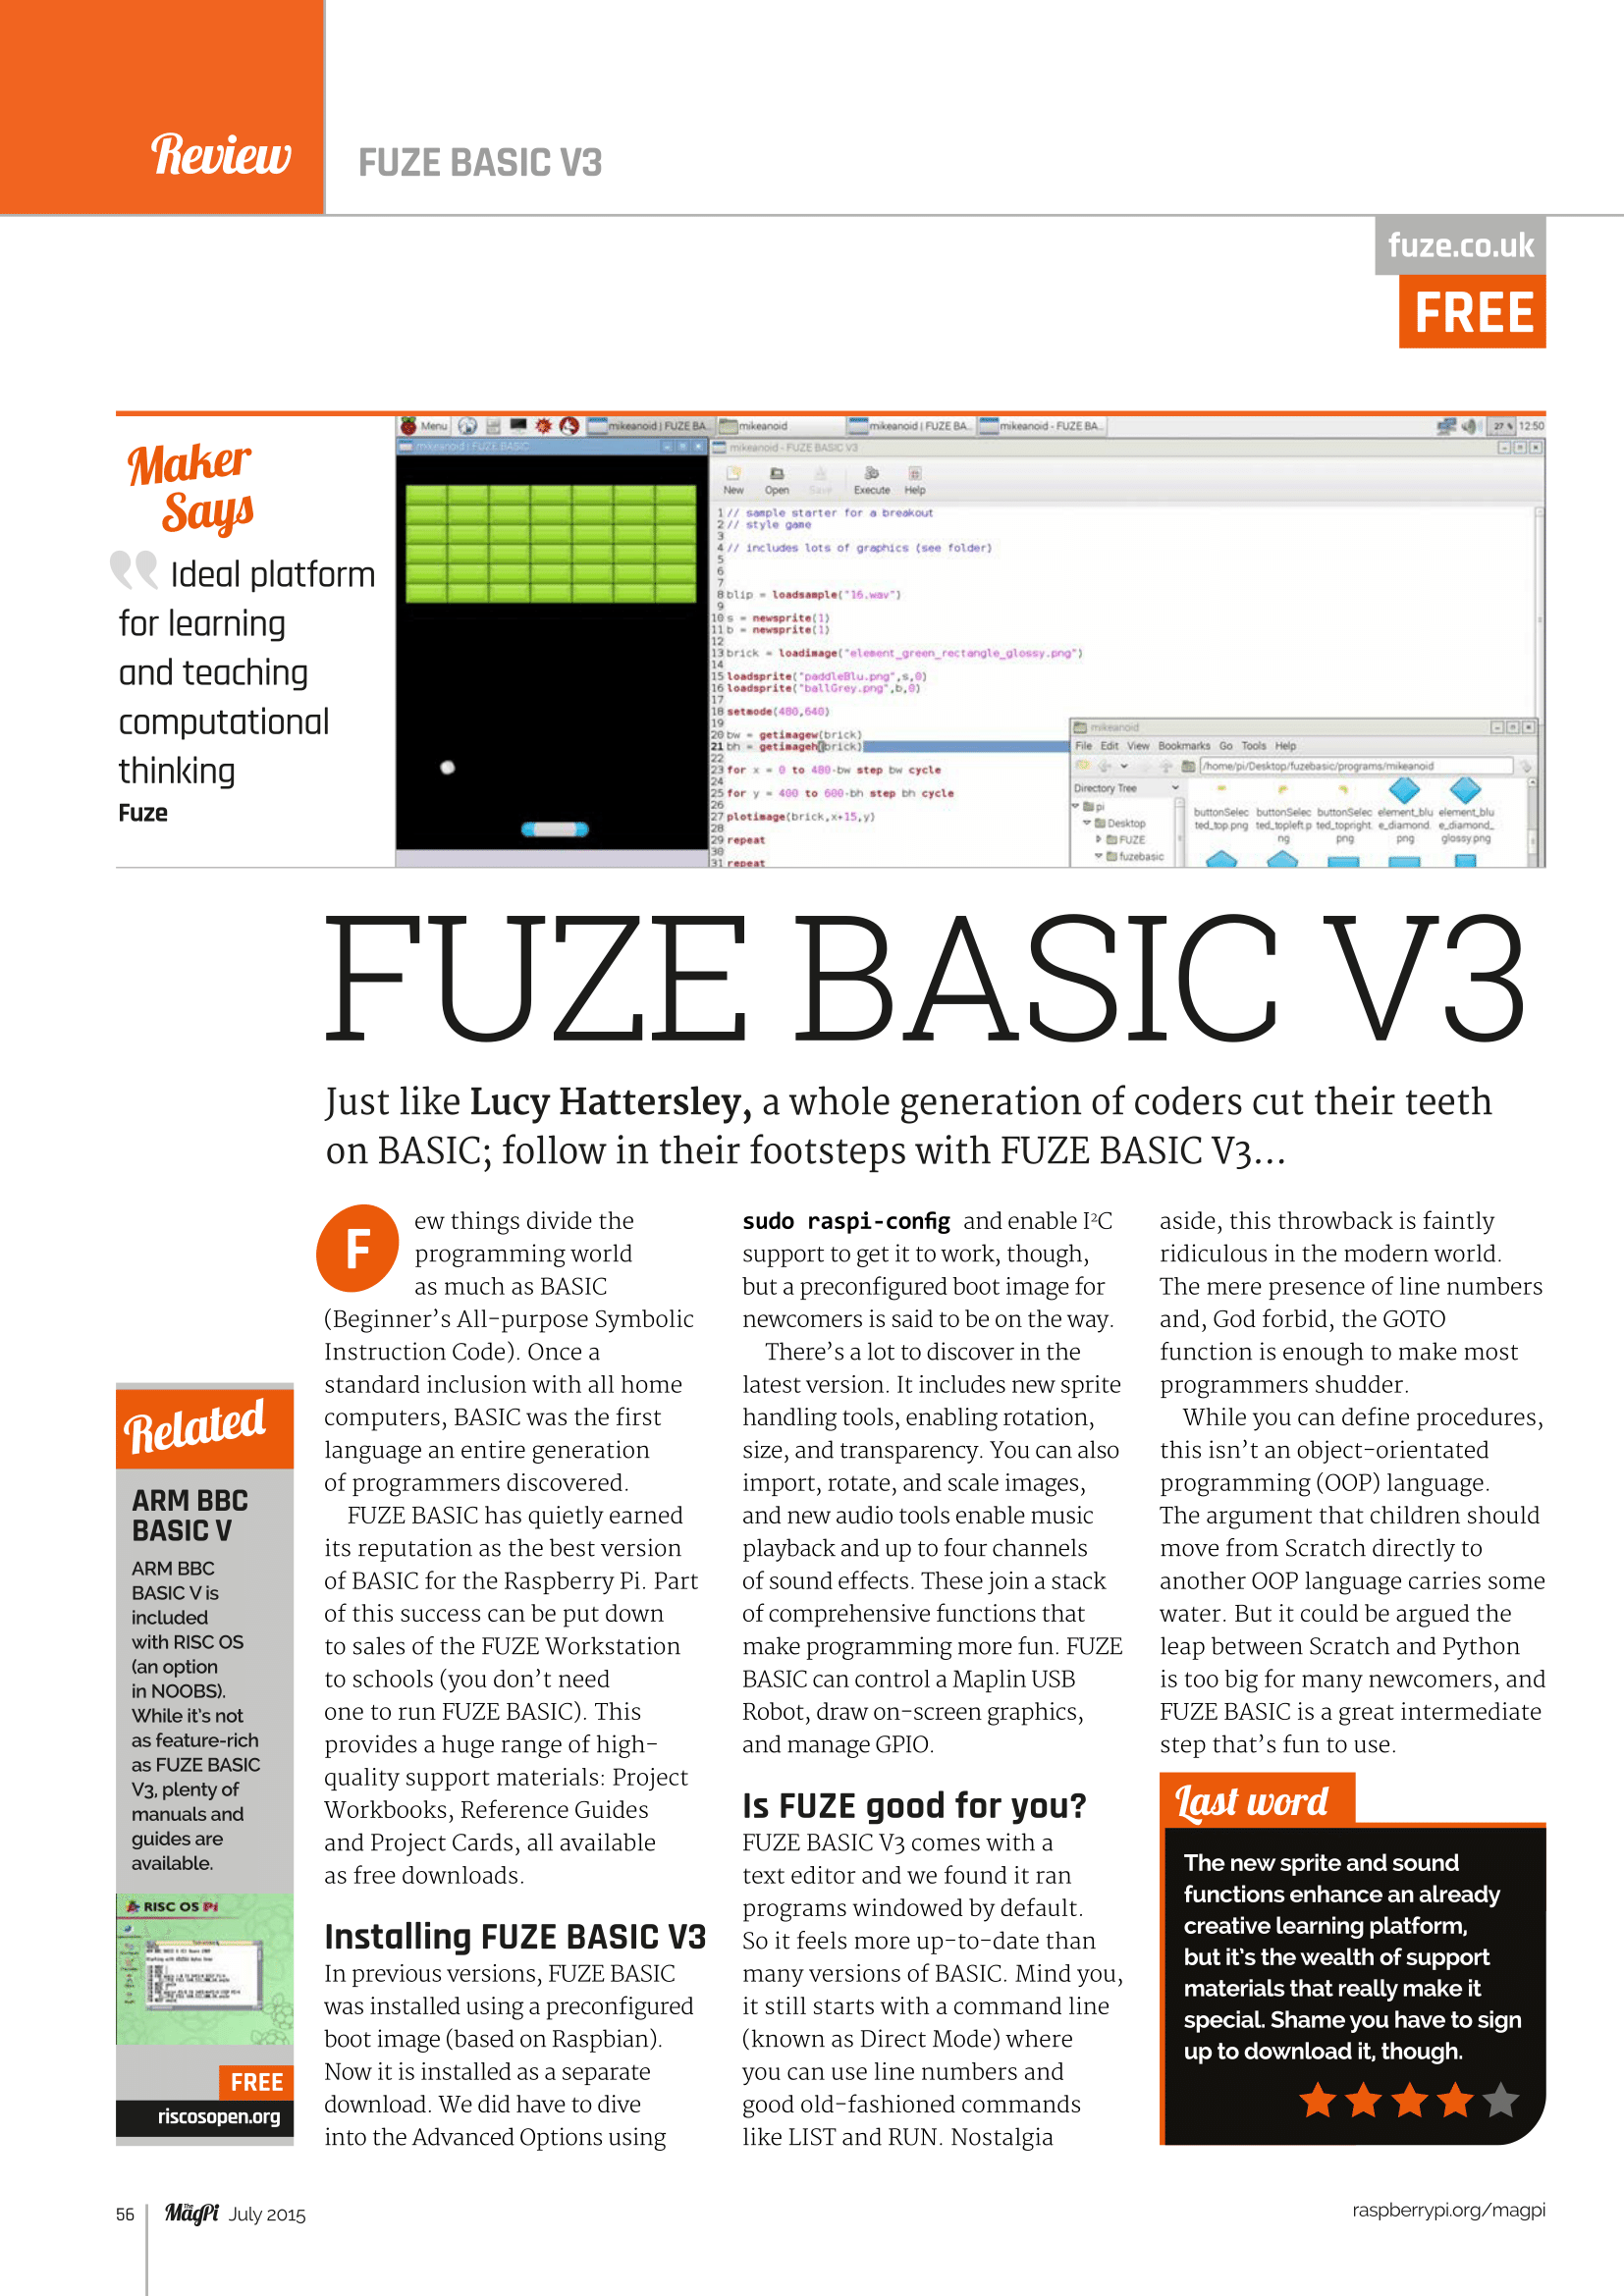 Review
FUZE BASIC V3
fuze.co.uk
FREE
Maker
Says
Ideal platform
for learning
and teaching
computational
thinking
Fuze
Menu
mikeanoid | FUZE BA..
mikeanoid
mikeanoid | FUZE BA..
mikeanoid - FUZE BA..
27 %
12:50
mikeanoid | FUZE BASIC
mikeanoid - FUZE BASIC V3
New Open Save Execute Help
1 // sample starter for a breakout
2 // style game
3
4 // includes lots of graphics (see folder)
5
6
7
8 blip = loadsample("16.wav")
9
10 s = newsprite(1)
11 b = newsprite(1)
12
13 brick = loadimage("element_green_rectangle_glossy.png")
14
15 loadsprite("paddleBlu.png",s,0)
16 loadsprite("ballGrey.png",b,0)
17
18 setmode(480,640)
19
20 bw = getimagew(brick)
21 bh = getimageh(brick)
22
23 for x = 0 to 480-bw step bw cycle
24
25 for y = 400 to 600-bh step bh cycle
26
27 plotimage(brick,x+15,y)
28
29 repeat
30
31 repeat
mikeanoid
File Edit View Bookmarks Go Tools Help
/home/pi/Desktop/fuzebasic/programs/mikeanoid
Directory Tree
pi
Desktop
FUZE
fuzebasic
buttonSelec buttonSelec buttonSelec element_blu element_blu
ted_top.png ted_topleft.p ted_topright. e_diamond. e_diamond_
ng png png glossy.png
FUZE BASIC V3
Just like Lucy Hattersley, a whole generation of coders cut their teeth
on BASIC; follow in their footsteps with FUZE BASIC V3...
Few things divide the
programming world
as much as BASIC
(Beginner's All-purpose Symbolic
Instruction Code). Once a
standard inclusion with all home
computers, BASIC was the first
language an entire generation
of programmers discovered.
FUZE BASIC has quietly earned
its reputation as the best version
of BASIC for the Raspberry Pi. Part
of this success can be put down
to sales of the FUZE Workstation
to schools (you don't need
one to run FUZE BASIC). This
provides a huge range of high-
quality support materials: Project
Workbooks, Reference Guides
and Project Cards, all available
as free downloads.
Installing FUZE BASIC V3
In previous versions, FUZE BASIC
was installed using a preconfigured
boot image (based on Raspbian).
Now it is installed as a separate
download. We did have to dive
into the Advanced Options using
sudo raspi-config and enable I²C
support to get it to work, though,
but a preconfigured boot image for
newcomers is said to be on the way.
There's a lot to discover in the
latest version. It includes new sprite
handling tools, enabling rotation,
size, and transparency. You can also
import, rotate, and scale images,
and new audio tools enable music
playback and up to four channels
of sound effects. These join a stack
of comprehensive functions that
make programming more fun. FUZE
BASIC can control a Maplin USB
Robot, draw on-screen graphics,
and manage GPIO.
Is FUZE good for you?
FUZE BASIC V3 comes with a
text editor and we found it ran
programs windowed by default.
So it feels more up-to-date than
many versions of BASIC. Mind you,
it still starts with a command line
(known as Direct Mode) where
you can use line numbers and
good old-fashioned commands
like LIST and RUN. Nostalgia
aside, this throwback is faintly
ridiculous in the modern world.
The mere presence of line numbers
and, God forbid, the GOTO
function is enough to make most
programmers shudder.
While you can define procedures,
this isn't an object-orientated
programming (OOP) language.
The argument that children should
move from Scratch directly to
another OOP language carries some
water. But it could be argued the
leap between Scratch and Python
is too big for many newcomers, and
FUZE BASIC is a great intermediate
step that's fun to use.
Related
ARM BBC
BASIC V
ARM BBC
BASIC V is
included
with RISC OS
(an option
in NOOBS).
While it's not
as feature-rich
as FUZE BASIC
V3, plenty of
manuals and
guides are
available.
RISC OS Pi
FREE
riscosopen.org
Last word
The new sprite and sound
functions enhance an already
creative learning platform,
but it's the wealth of support
materials that really make it
special. Shame you have to sign
up to download it, though.
56
The MagPi July 2015
raspberrypi.org/magpi